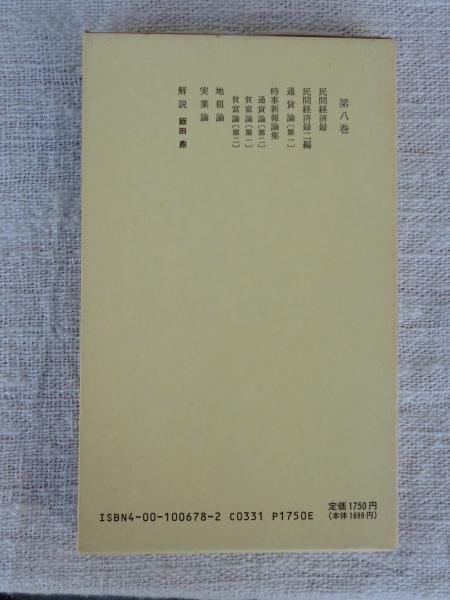 第八巻
民間経済録
民間経済録二編
通貨論〔第一〕
時事新報論集
通貨論〔第二〕
貧富論〔第一〕
貧富論〔第二〕
地租論
実業論
解説 飯田鼎
ISBN4-00-100678-2 C0331 P1750E
定価1750円
(本体1699円)